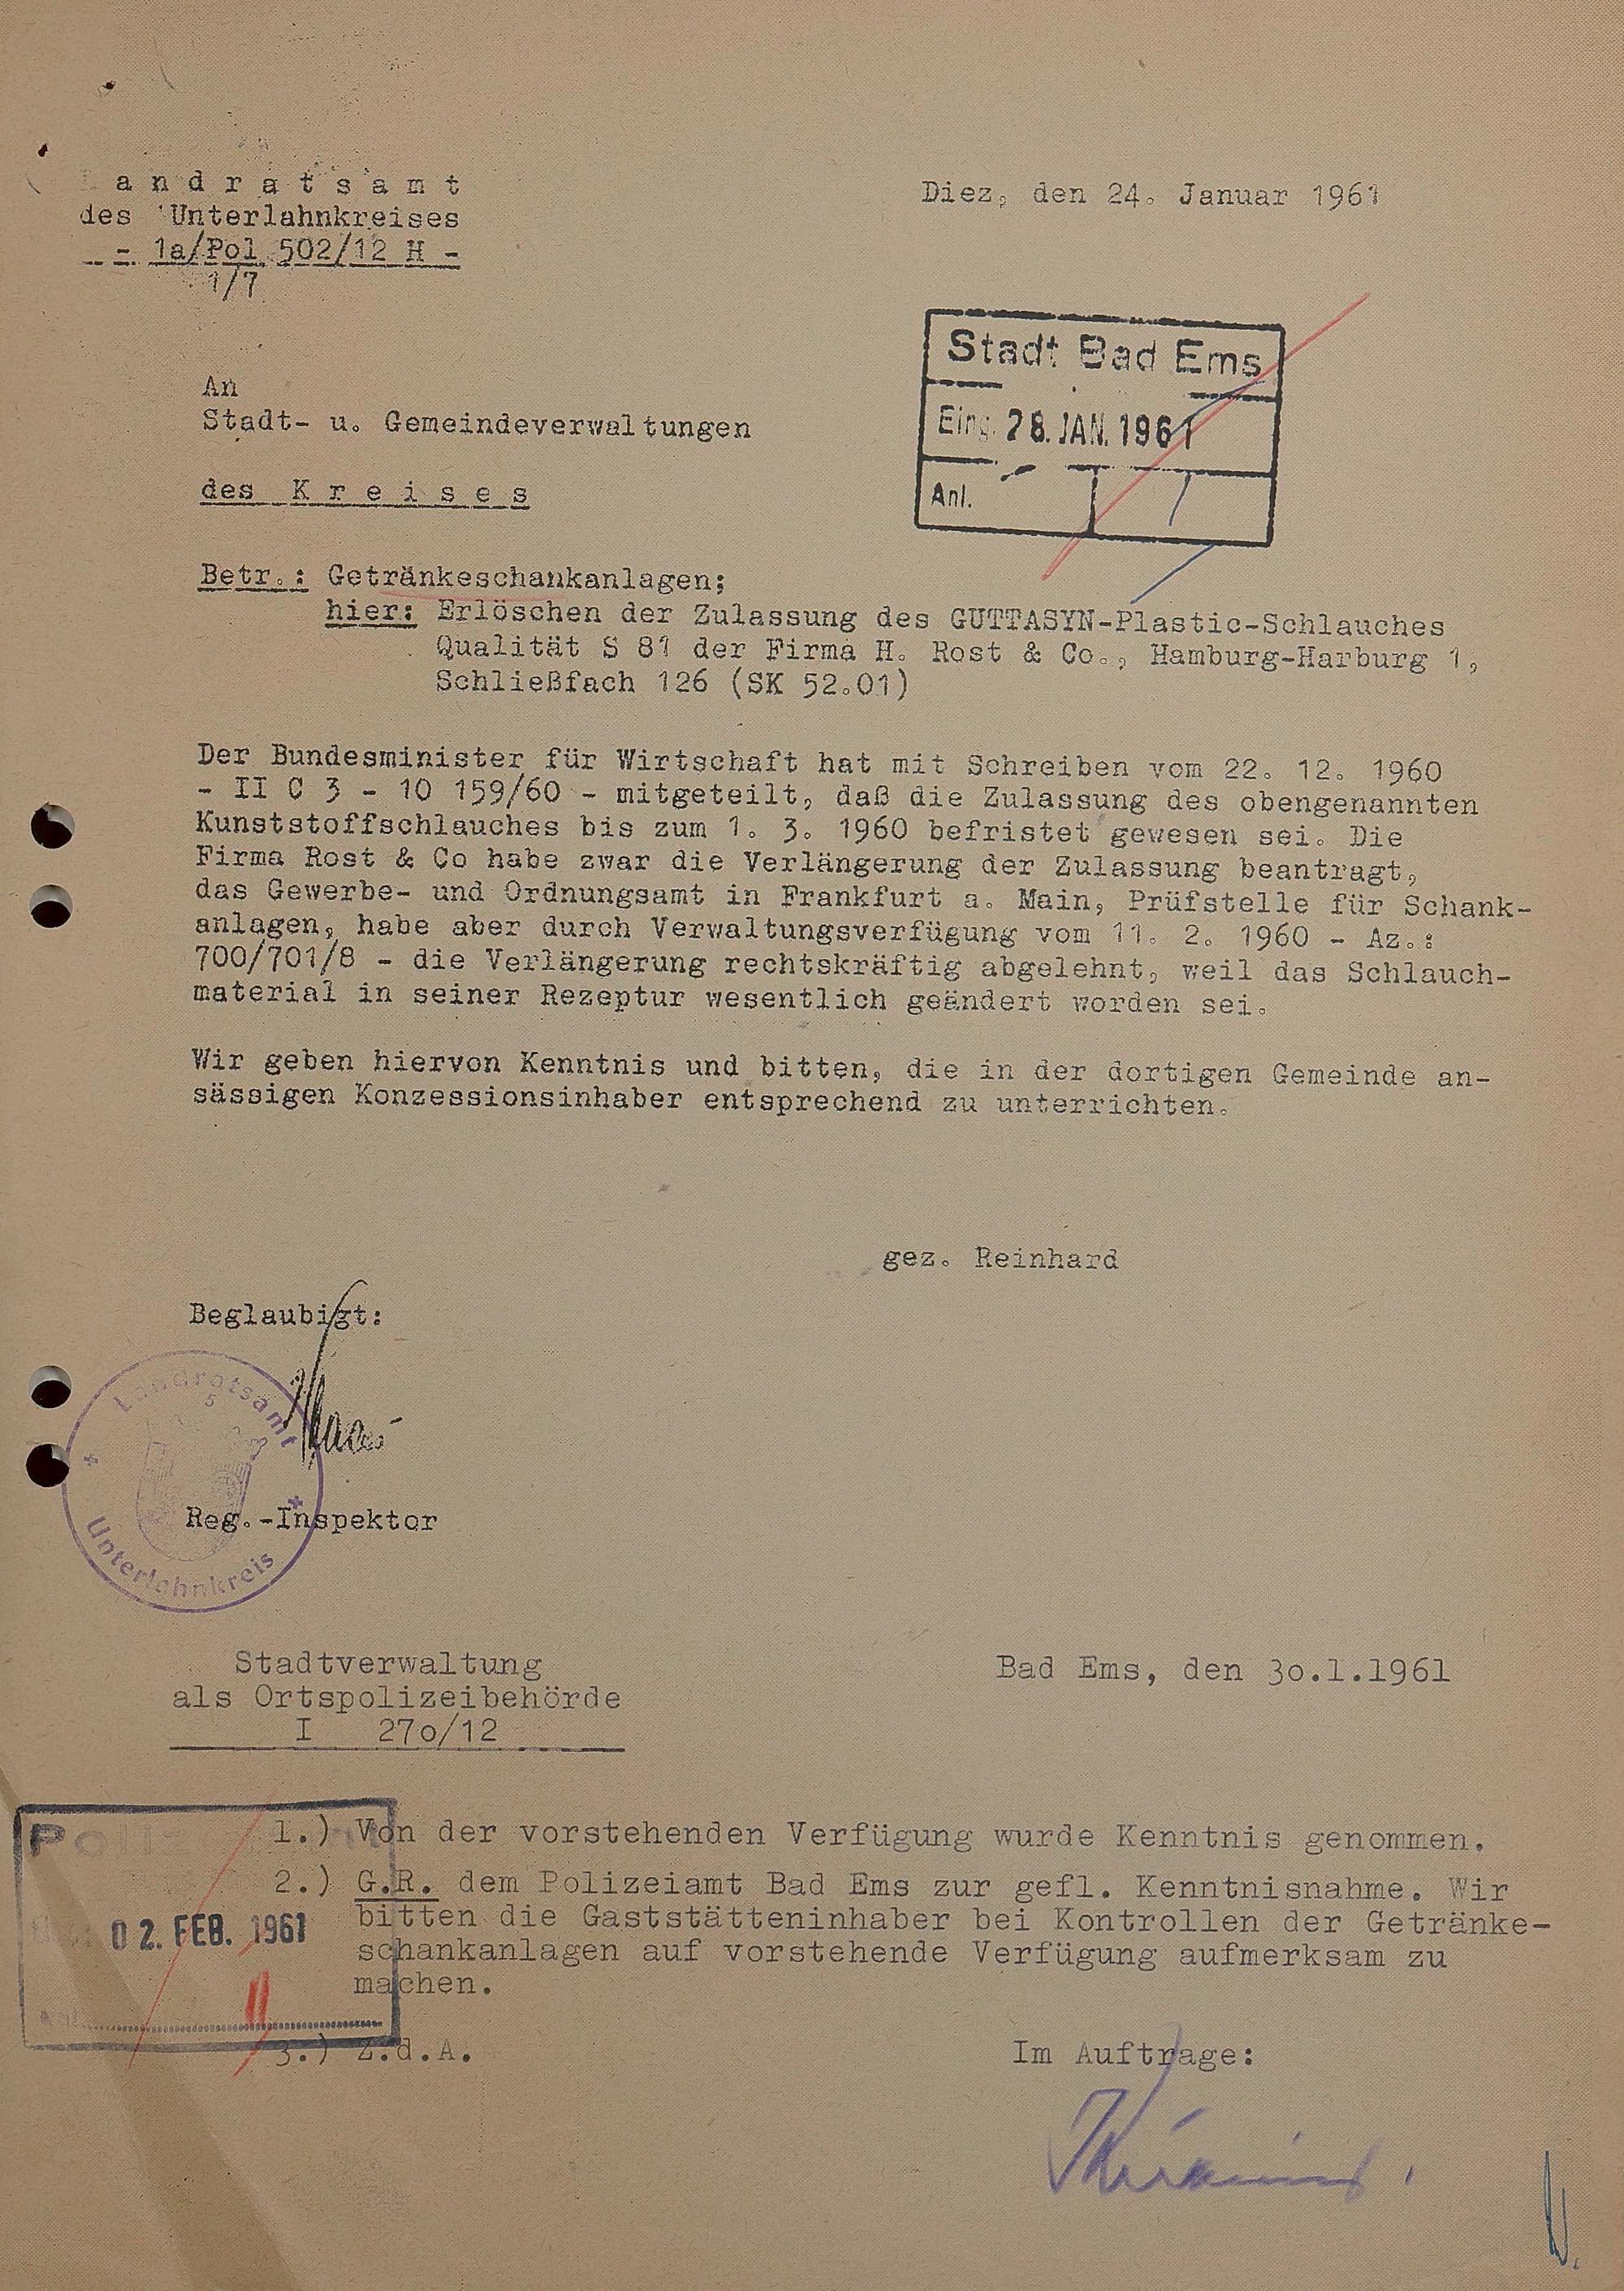 Landratsamt
des Unterlahnkreises
- 1a/Pol 502/12 H -
1/7
Diez, den 24. Januar 1961
Stadt Bad Ems
Eing. 28. JAN. 1961
Anl.
An
Stadt- u. Gemeindeverwaltungen
des Kreises
Betr.: Getränkeschankanlagen;
hier: Erlöschen der Zulassung des GUTTASYN-Plastic-Schlauches
Qualität S 81 der Firma H. Rost & Co., Hamburg-Harburg 1,
Schließfach 126 (SK 52.01)
Der Bundesminister für Wirtschaft hat mit Schreiben vom 22. 12. 1960
- II C 3 - 10 159/60 - mitgeteilt, daß die Zulassung des obengenannten
Kunststoffschlauches bis zum 1. 3. 1960 befristet gewesen sei. Die
Firma Rost & Co habe zwar die Verlängerung der Zulassung beantragt,
das Gewerbe- und Ordnungsamt in Frankfurt a. Main, Prüfstelle für Schank-
anlagen, habe aber durch Verwaltungsverfügung vom 11. 2. 1960 - Az.:
700/701/8 - die Verlängerung rechtskräftig abgelehnt, weil das Schlauch-
material in seiner Rezeptur wesentlich geändert worden sei.
Wir geben hiervon Kenntnis und bitten, die in der dortigen Gemeinde an-
sässigen Konzessionsinhaber entsprechend zu unterrichten.
gez. Reinhard
Beglaubigt:
Landratsamt
5
Unterlahnkreis
Reg.-Inspektor
Stadtverwaltung
als Ortspolizeibehörde
I 27o/12
Bad Ems, den 3o.1.1961
1.) Von der vorstehenden Verfügung wurde Kenntnis genommen.
2.) G.R. dem Polizeiamt Bad Ems zur gefl. Kenntnisnahme. Wir
bitten die Gaststätteninhaber bei Kontrollen der Getränke-
schankanlagen auf vorstehende Verfügung aufmerksam zu
machen.
02. FEB. 1961
Anl.
3.) Z.d.A.
Im Auftrage: